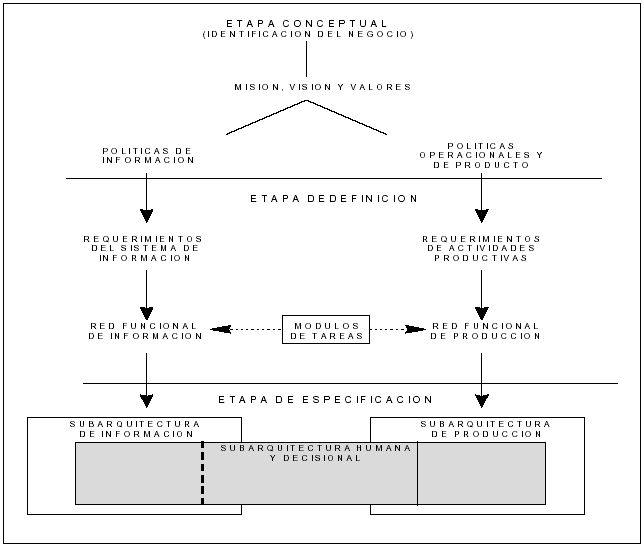 ETAPA CONCEPTUAL
(IDENTIFICACION DEL NEGOCIO)
MISION, VISION Y VALORES
POLITICAS DE
INFORMACION
POLITICAS
OPERACIONALES Y
DE PRODUCTO
ETAPA DEDEFINICION
REQUERIMIENTOS
DEL SISTEMA DE
INFORMACION
REQUERIMIENTOS
DE ACTIVIDADES
PRODUCTIVAS
RED FUNCIONAL
DE INFORMACION
MODULOS
DE TAREAS
RED FUNCIONAL
DE PRODUCCION
ETAPA DE ESPECIFICACION
SUBARQUITECTURA
DE INFORMACION
SUBARQUITECTURA
DE PRODUCCION
SUBARQUITECTURA HUMANA
Y DECISIONAL